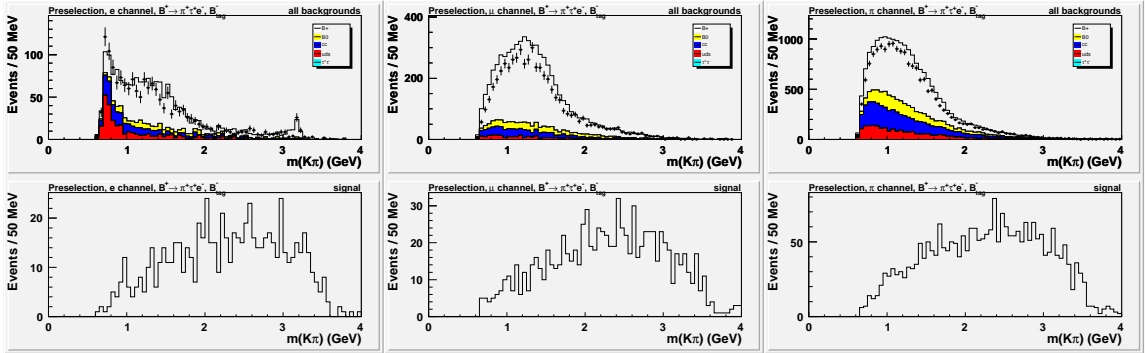 Preselection, e channel, B⁺→ π⁺τ⁺e⁻, B⁻tag all backgrounds
Events / 50 MeV
100
50
0
B+
B0
cc
uds
τ⁺τ⁻
0 1 2 3 4
m(Kπ) (GeV)
Preselection, μ channel, B⁺→ π⁺τ⁺e⁻, B⁻tag all backgrounds
Events / 50 MeV
400
300
200
100
0
B+
B0
cc
uds
τ⁺τ⁻
0 1 2 3 4
m(Kπ) (GeV)
Preselection, π channel, B⁺→ π⁺τ⁺e⁻, B⁻tag all backgrounds
Events / 50 MeV
1000
500
0
B+
B0
cc
uds
τ⁺τ⁻
0 1 2 3 4
m(Kπ) (GeV)
Preselection, e channel, B⁺→ π⁺τ⁺e⁻, B⁻tag signal
Events / 50 MeV
20
10
0
0 1 2 3 4
m(Kπ) (GeV)
Preselection, μ channel, B⁺→ π⁺τ⁺e⁻, B⁻tag signal
Events / 50 MeV
30
20
10
0
0 1 2 3 4
m(Kπ) (GeV)
Preselection, π channel, B⁺→ π⁺τ⁺e⁻, B⁻tag signal
Events / 50 MeV
50
0
0 1 2 3 4
m(Kπ) (GeV)